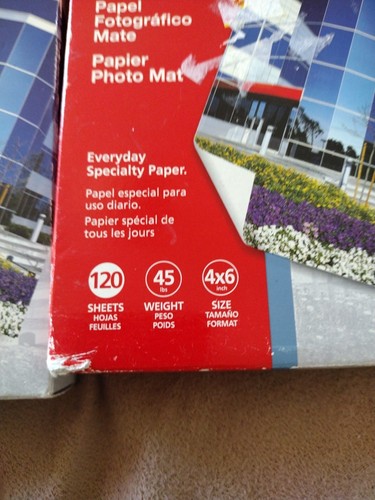 Papel
Fotográfico
Mate
Papier
Photo Mat
Everyday
Specialty Paper.
Papel especial para
uso diario.
Papier spécial de
tous les jours
120
SHEETS
HOJAS
FEUILLES
45
lbs
WEIGHT
PESO
POIDS
4x6
inch
SIZE
TAMAÑO
FORMAT